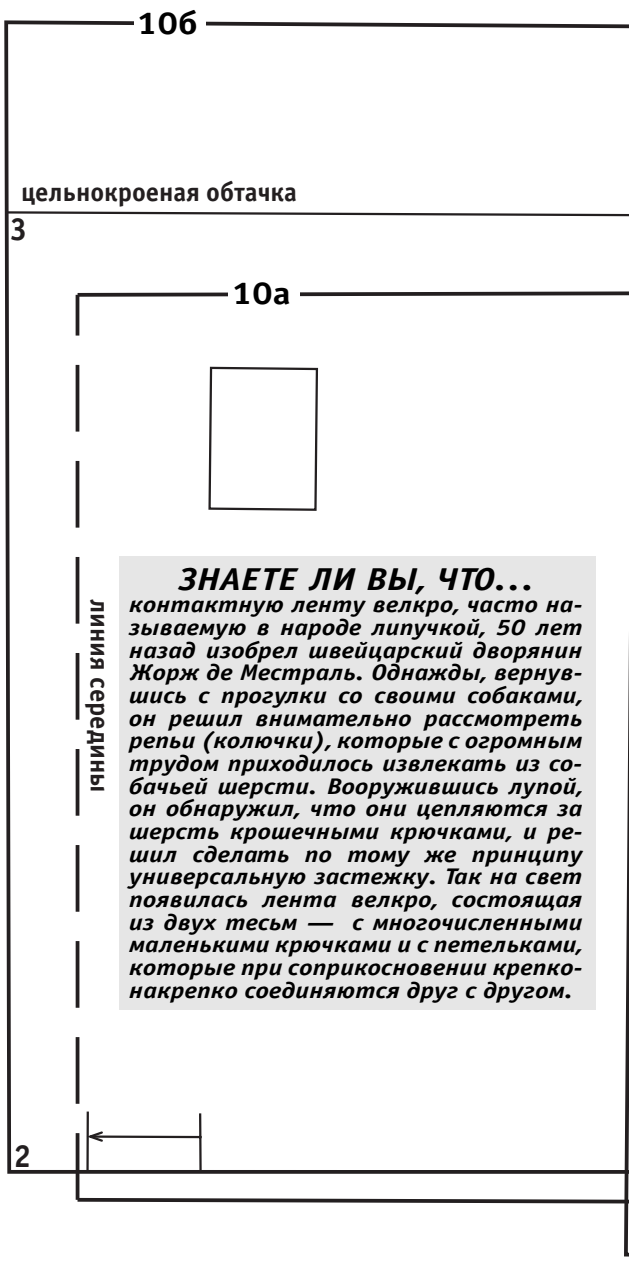 10б
цельнокроеная обтачка
3
10а
ЗНАЕТЕ ЛИ ВЫ, ЧТО...
контактную ленту велкро, часто на-
зываемую в народе липучкой, 50 лет
назад изобрел швейцарский дворянин
Жорж де Местраль. Однажды, вернув-
шись с прогулки со своими собаками,
он решил внимательно рассмотреть
репьи (колючки), которые с огромным
трудом приходилось извлекать из со-
бачьей шерсти. Вооружившись лупой,
он обнаружил, что они цепляются за
шерсть крошечными крючками, и ре-
шил сделать по тому же принципу
универсальную застежку. Так на свет
появилась лента велкро, состоящая
из двух тесьм — с многочисленными
маленькими крючками и с петельками,
которые при соприкосновении крепко-
накрепко соединяются друг с другом.
линия середины
2